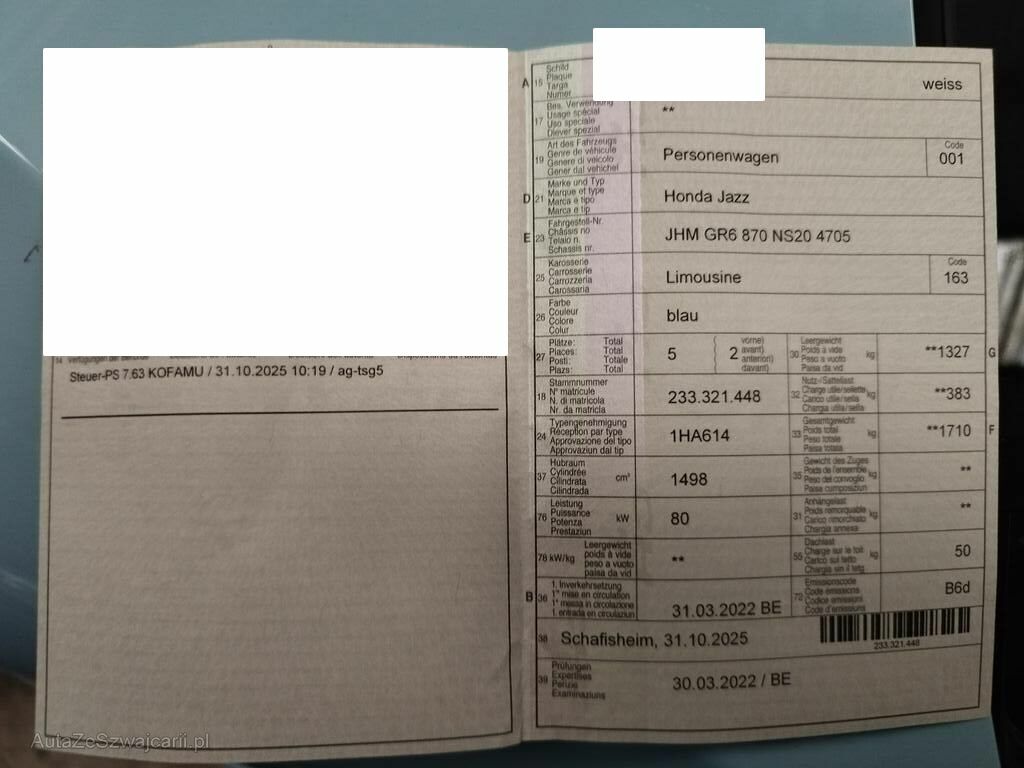 Steuer-PS 7.63 KOFAMU / 31.10.2025 10:19 / ag-tsg5
A 15 Schild Plaque Targa Numer weiss
17 Bes. Verwendung Usage spécial Uso speciale Diever spezial **
19 Art des Fahrzeugs Genre de véhicule Genere di veicolo Gener dal vehichel Personenwagen Code 001
D 21 Marke und Typ Marque et type Marca e tipo Marca e tip Honda Jazz
E 23 Fahrgestell-Nr. Châssis no Telaio n. Schassis nr. JHM GR6 870 NS20 4705
25 Karosserie Carrosserie Carrozzeria Carossaria Limousine Code 163
26 Farbe Couleur Colore Colur blau
27 Plätze: Total Places: Total Posti: Totale Plazs: Total 5 2 vorne) avant) anteriori) davant) 30 Leergewicht Poids à vide Peso a vuoto Paisa da vid kg **1327 G
18 Stammnummer N° matricule N. di matricola Nr. da matricla 233.321.448 32 Nutz-/Sattellast Charge utile/sellette Carico utile/sella Chargia utila/sella kg **383
24 Typengenehmigung Réception par type Approvazione del tipo Approvaziun dal tip 1HA614 33 Gesamtgewicht Poids total Peso totale Paisa totala kg **1710 F
37 Hubraum Cylindrée Cilindrata Cilindrada cm³ 1498 35 Gewicht des Zuges Poids de l'ensemble Peso del convoglio Paisa cumposiziun kg **
76 Leistung Puissance Potenza Prestaziun kW 80 31 Anhängelast Poids remorquable Carico rimorchiato Chargia annexa kg **
78 kW/kg Leergewicht poids à vide peso a vuoto paisa da vid ** 55 Dachlast Charge sur le toit Carico sul tetto Chargia sin il tetg kg 50
B 36 1. Inverkehrsetzung 1re mise en circulation 1a messa in circolazione 1. entrada en circulaziun 31.03.2022 BE 72 Emissionscode Code émissions Codice emissioni Code d'emissiuns B6d
38 Schafisheim, 31.10.2025 233.321.448
39 Prüfungen Expertises Perizie Examinaziuns 30.03.2022 / BE
AutaZeSzwajcarii.pl